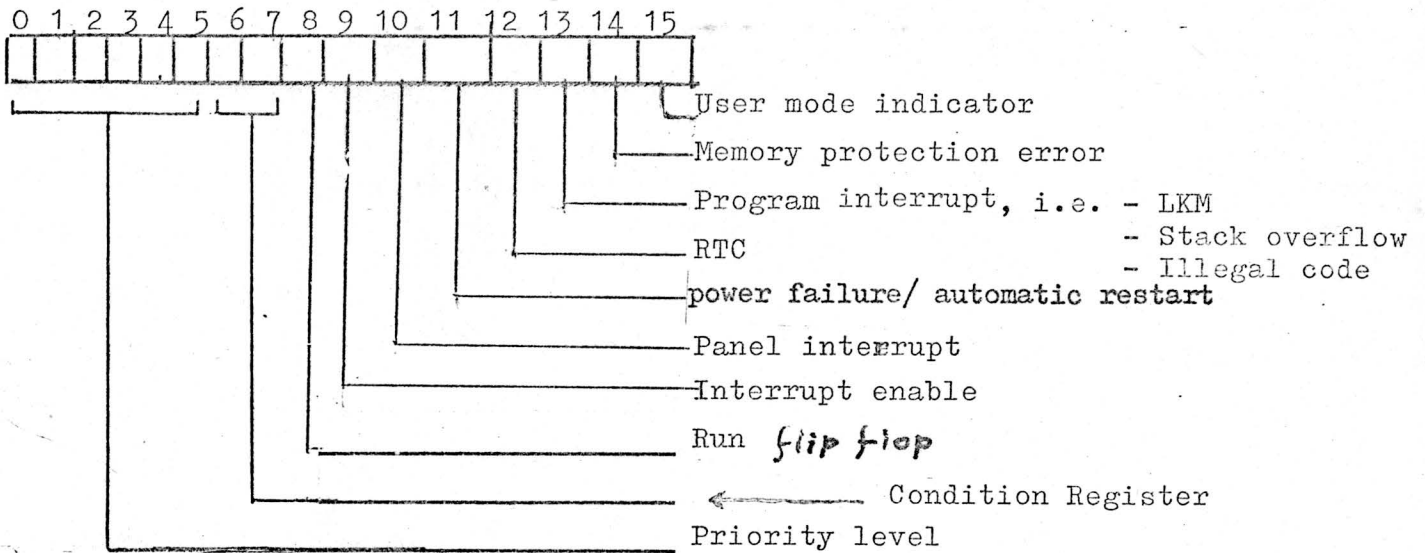 0 1 2 3 4 5 6 7 8 9 10 11 12 13 14 15
User mode indicator
Memory protection error
Program interrupt, i.e. - LKM
- Stack overflow
RTC
- Illegal code
power failure/ automatic restart
Panel interrupt
Interrupt enable
Run flip flop
Condition Register
Priority level